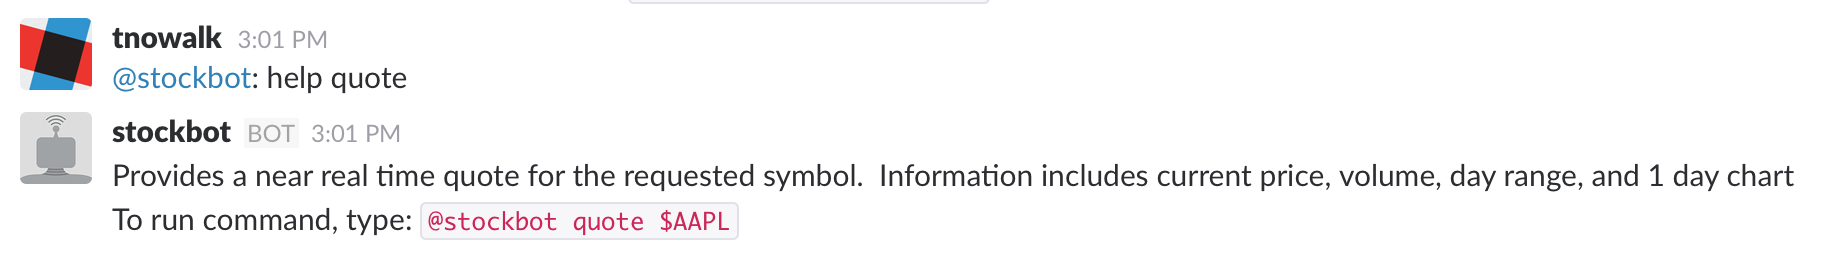 tnowalk 3:01 PM
@stockbot: help quote
stockbot BOT 3:01 PM
Provides a near real time quote for the requested symbol.  Information includes current price, volume, day range, and 1 day chart
To run command, type: @stockbot quote $AAPL